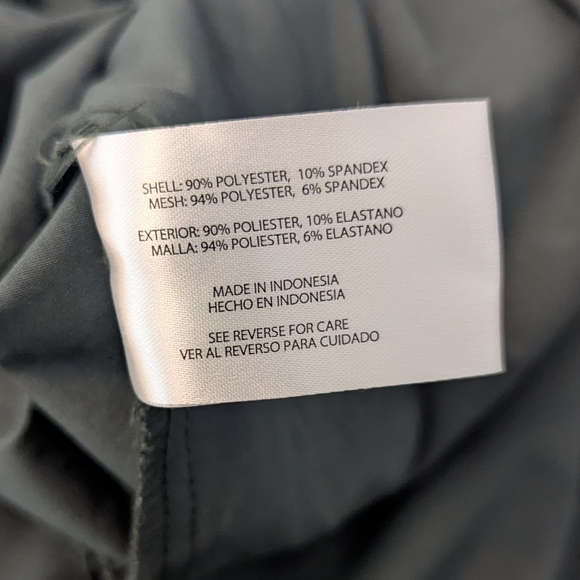 SHELL: 90% POLYESTER, 10% SPANDEX
MESH: 94% POLYESTER, 6% SPANDEX
EXTERIOR: 90% POLIESTER, 10% ELASTANO
MALLA: 94% POLIESTER, 6% ELASTANO
MADE IN INDONESIA
HECHO EN INDONESIA
SEE REVERSE FOR CARE
VER AL REVERSO PARA CUIDADO